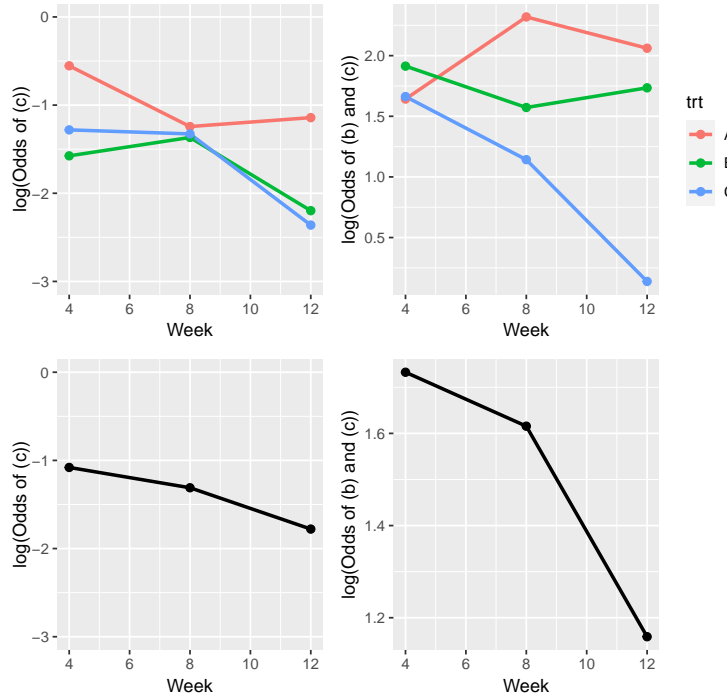 log(Odds of (c))
0
−1
−2
−3
4 6 8 10 12
Week
log(Odds of (b) and (c))
2.0
1.5
1.0
0.5
4 6 8 10 12
Week
trt
A
log(Odds of (c))
0
−1
−2
−3
4 6 8 10 12
Week
log(Odds of (b) and (c))
1.6
1.4
1.2
4 6 8 10 12
Week